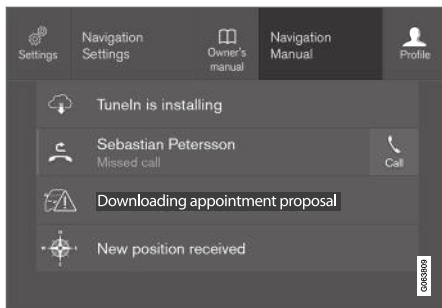 Settings
Navigation
Settings
Owner's
manual
Navigation
Manual
Profile
TuneIn is installing
Sebastian Petersson
Missed call
Call
Downloading appointment proposal
New position received
G063809